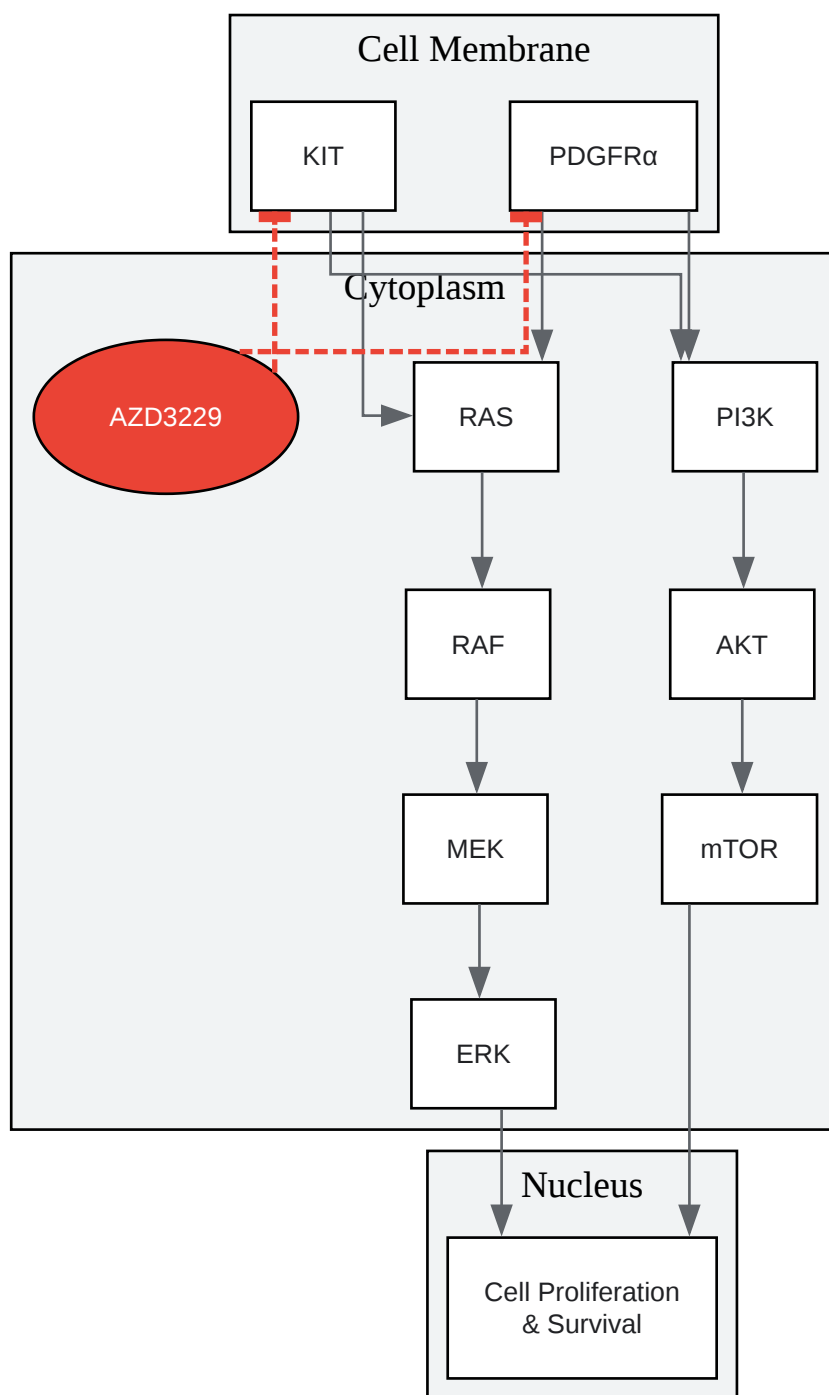 Cell Membrane
KIT
PDGFRα
Cytoplasm
AZD3229
RAS
PI3K
RAF
AKT
MEK
mTOR
ERK
Nucleus
Cell Proliferation
& Survival